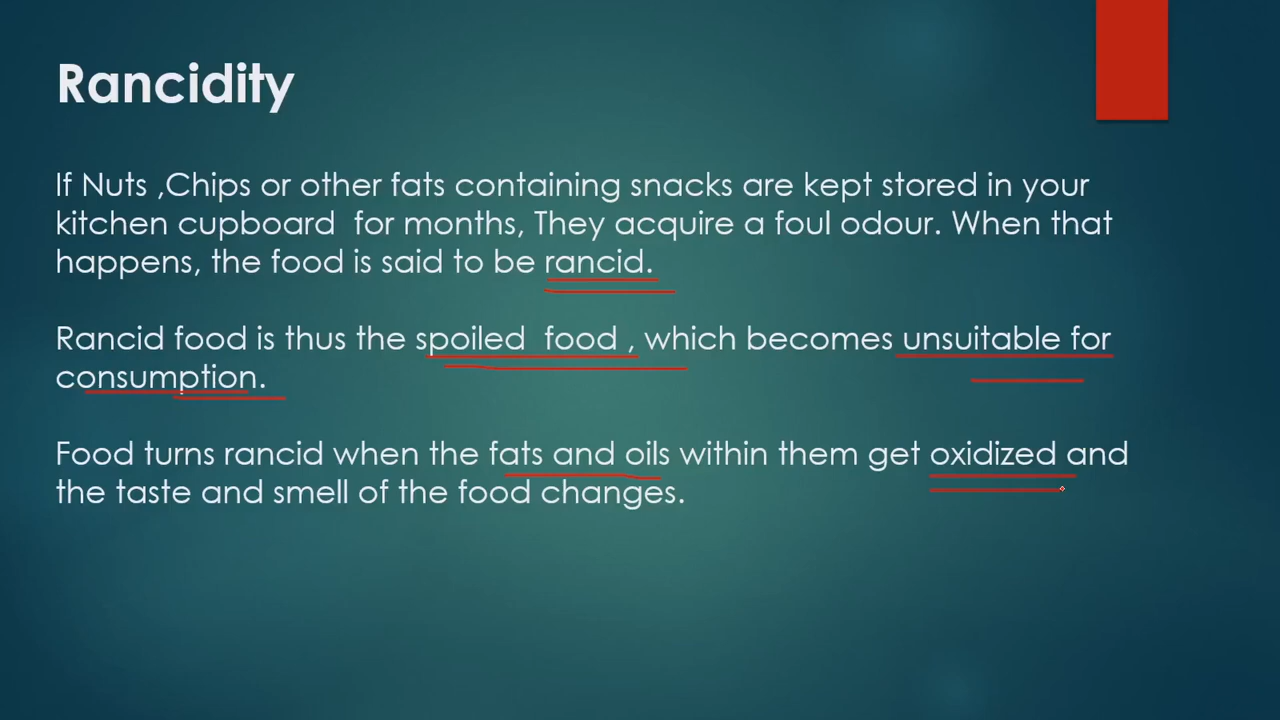 Rancidity
If Nuts ,Chips or other fats containing snacks are kept stored in your
kitchen cupboard  for months, They acquire a foul odour. When that
happens, the food is said to be rancid.
Rancid food is thus the spoiled  food , which becomes unsuitable for
consumption.
Food turns rancid when the fats and oils within them get oxidized and
the taste and smell of the food changes.